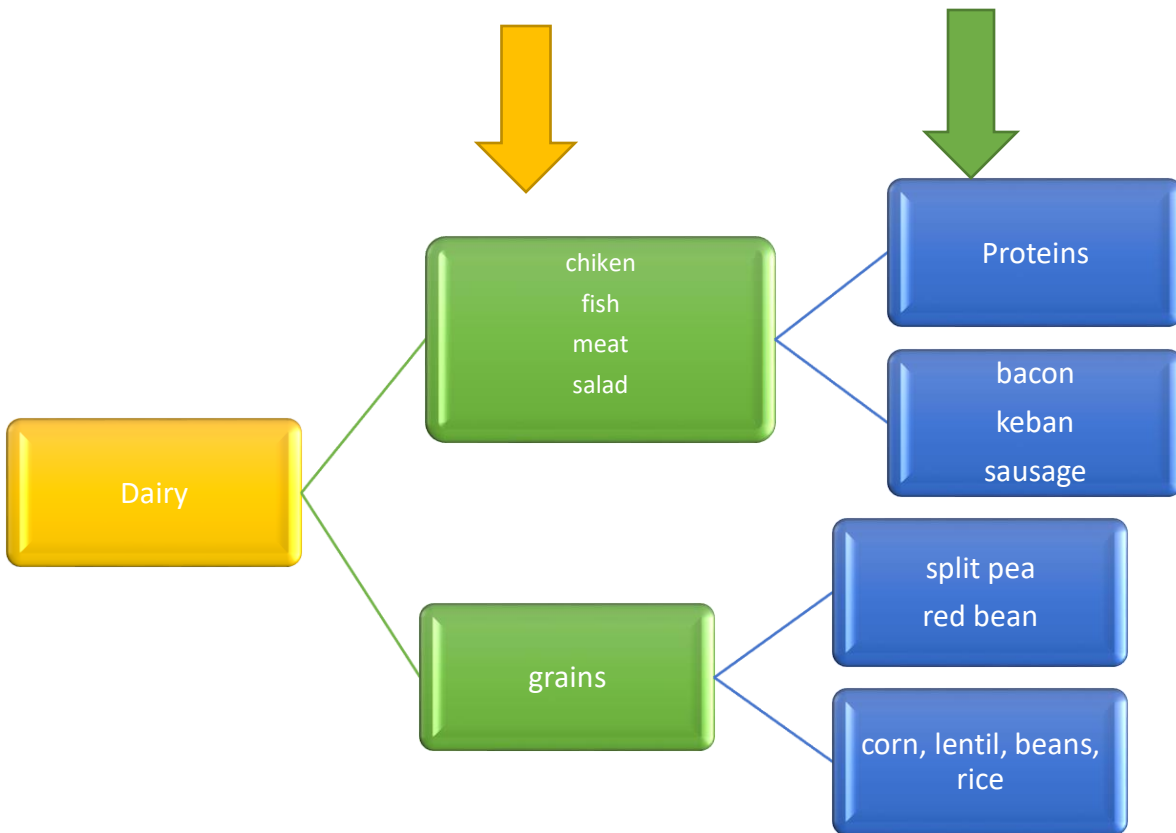 Dairy
chiken
fish
meat
salad
Proteins
bacon
keban
sausage
grains
split pea
red bean
corn, lentil, beans,
rice